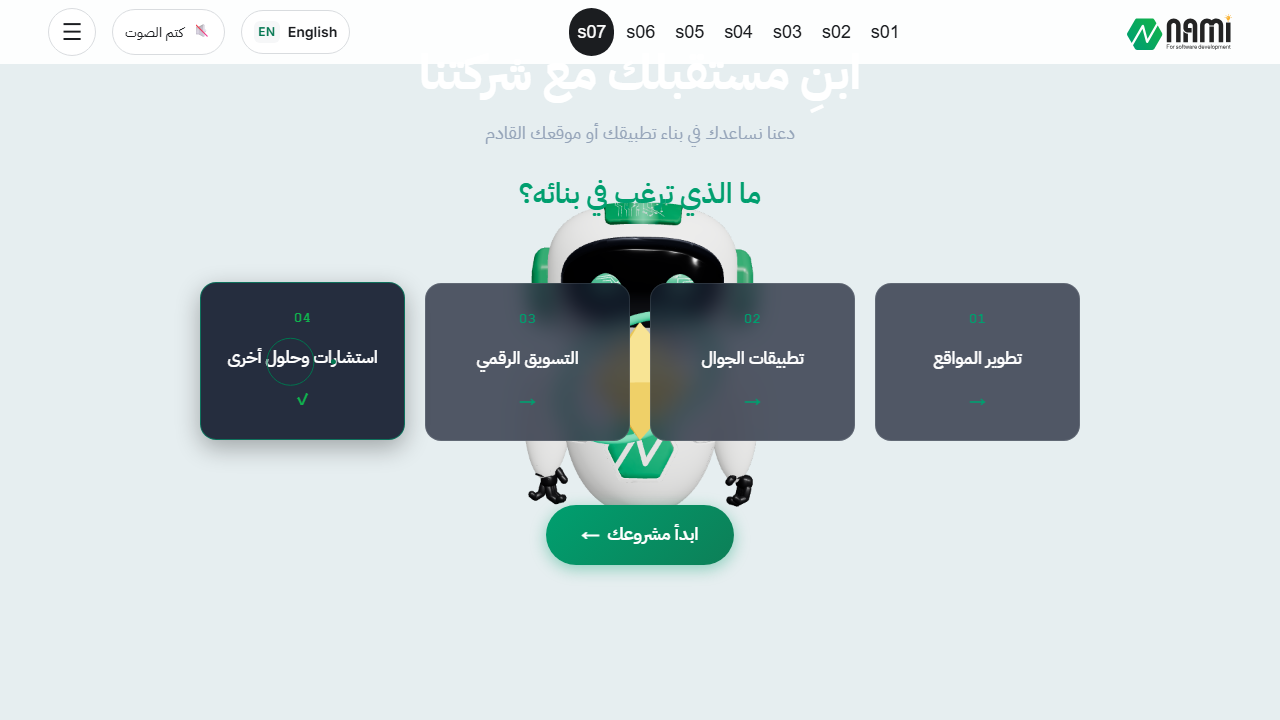 NAMi
For software development
s01
s02
s03
s04
s05
s06
s07
English EN
كتم الصوت
ابنِ مستقبلك مع شركتنا
دعنا نساعدك في بناء تطبيقك أو موقعك القادم
ما الذي ترغب في بنائه؟
01
تطوير المواقع
→
02
تطبيقات الجوال
→
03
التسويق الرقمي
→
04
استشارات وحلول أخرى
✓
ابدأ مشروعك ←